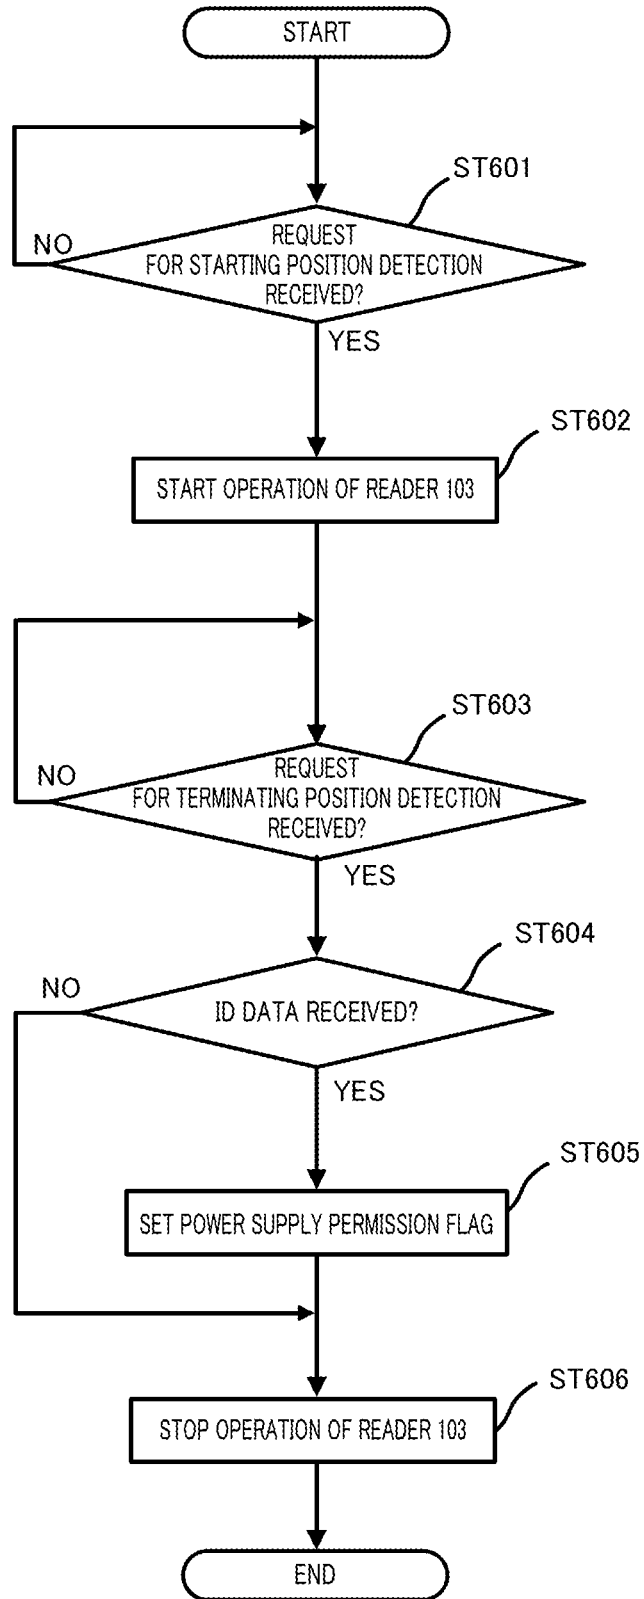 START
ST601
NO
REQUEST
FOR STARTING POSITION DETECTION
RECEIVED?
YES
ST602
START OPERATION OF READER 103
ST603
NO
REQUEST
FOR TERMINATING POSITION DETECTION
RECEIVED?
YES
ST604
NO
ID DATA RECEIVED?
YES
ST605
SET POWER SUPPLY PERMISSION FLAG
ST606
STOP OPERATION OF READER 103
END